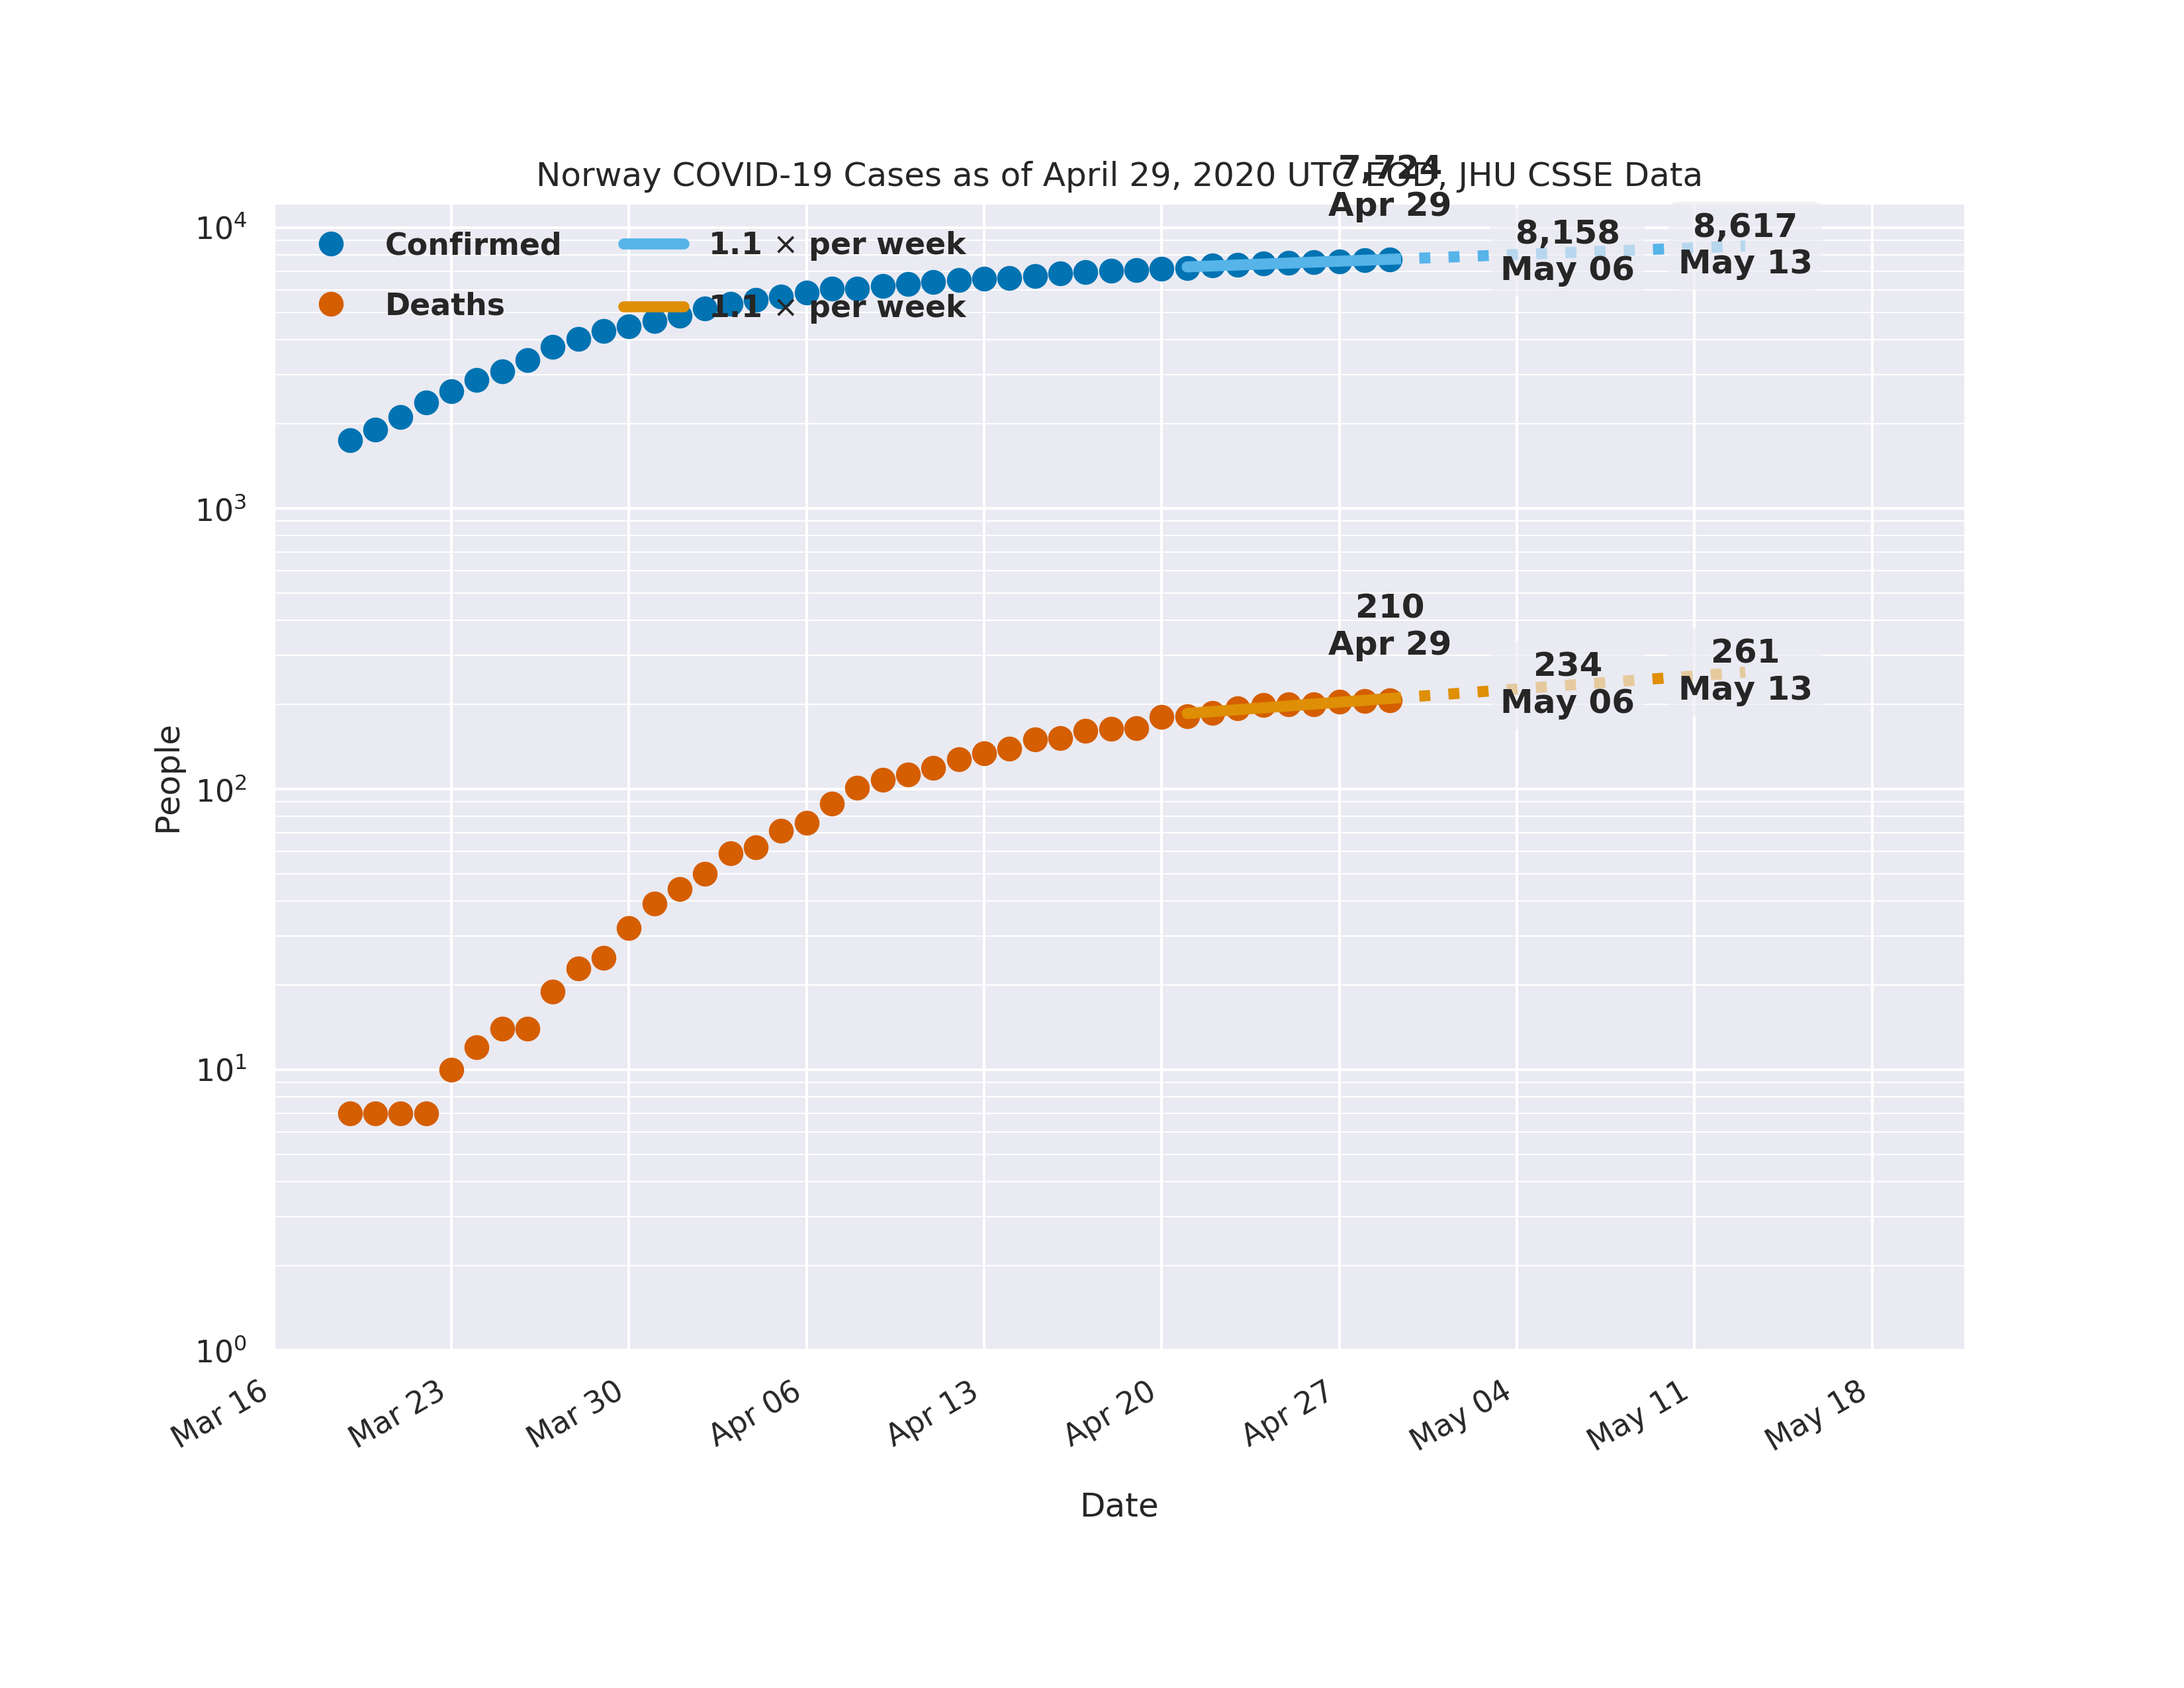 Norway COVID-19 Cases as of April 29, 2020 UTC EOD, JHU CSSE Data
7,724
Apr 29
8,158
May 06
8,617
May 13
Confirmed
1.1 × per week
Deaths
1.1 × per week
210
Apr 29
234
May 06
261
May 13
People
10⁴
10³
10²
10¹
10⁰
Mar 16
Mar 23
Mar 30
Apr 06
Apr 13
Apr 20
Apr 27
May 04
May 11
May 18
Date